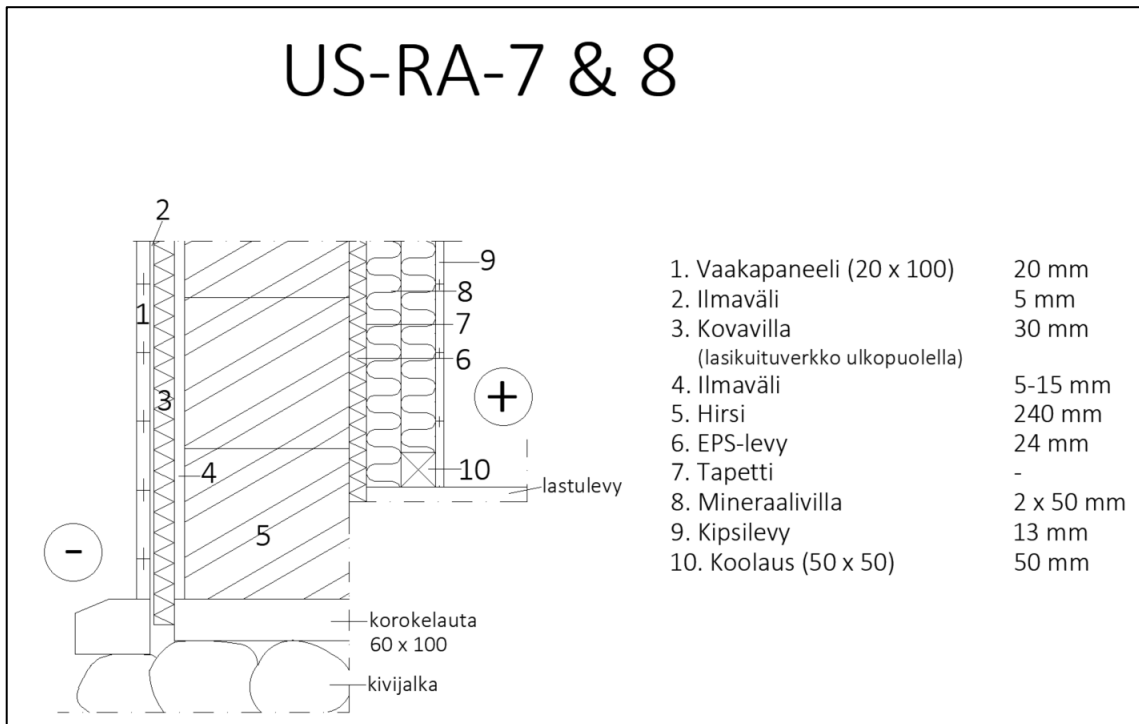 US-RA-7 & 8
2
9
8
1
7
6
+
3
4
10
lastulevy
5
-
korokelauta
60 x 100
kivijalka
1. Vaakapaneeli (20 x 100) 20 mm
2. Ilmaväli 5 mm
3. Kovavilla 30 mm
(lasikuituverkko ulkopuolella)
4. Ilmaväli 5-15 mm
5. Hirsi 240 mm
6. EPS-levy 24 mm
7. Tapetti -
8. Mineraalivilla 2 x 50 mm
9. Kipsilevy 13 mm
10. Koolaus (50 x 50) 50 mm